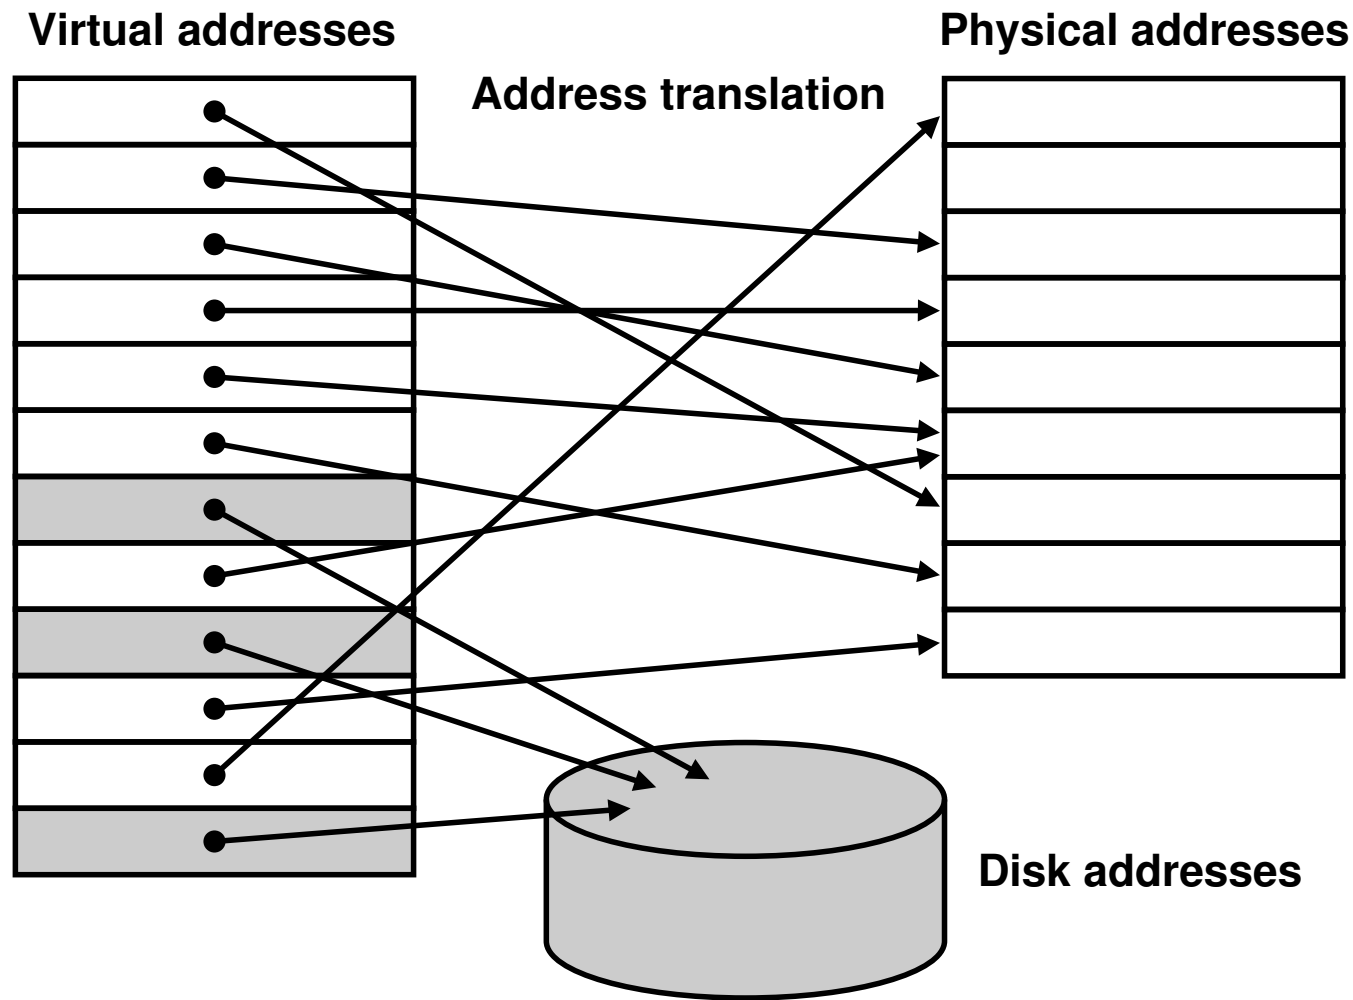 Virtual addresses
Physical addresses
Address translation
Disk addresses